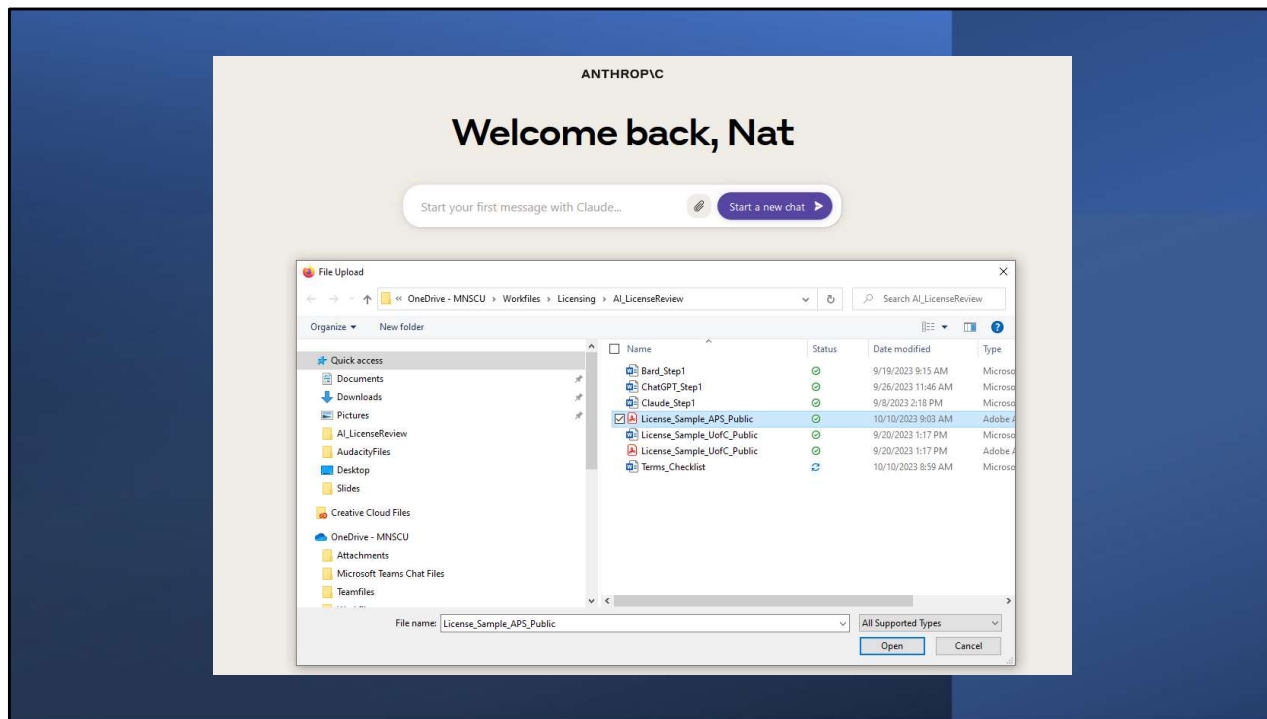 ANTHROP\C
Welcome back, Nat
Start your first message with Claude...
Start a new chat
File Upload
« OneDrive - MNSCU › Workfiles › Licensing › AI_LicenseReview
Search AI_LicenseReview
Organize
New folder
Name Status Date modified Type
Quick access
Documents
Downloads
Pictures
AI_LicenseReview
AudacityFiles
Desktop
Slides
Creative Cloud Files
OneDrive - MNSCU
Attachments
Microsoft Teams Chat Files
Teamfiles
Bard_Step1 9/19/2023 9:15 AM Microso
ChatGPT_Step1 9/26/2023 11:46 AM Microso
Claude_Step1 9/8/2023 2:18 PM Microso
License_Sample_APS_Public 10/10/2023 9:03 AM Adobe A
License_Sample_UofC_Public 9/20/2023 1:17 PM Microso
License_Sample_UofC_Public 9/20/2023 1:17 PM Adobe A
Terms_Checklist 10/10/2023 8:59 AM Microso
File name: License_Sample_APS_Public
All Supported Types
Open Cancel